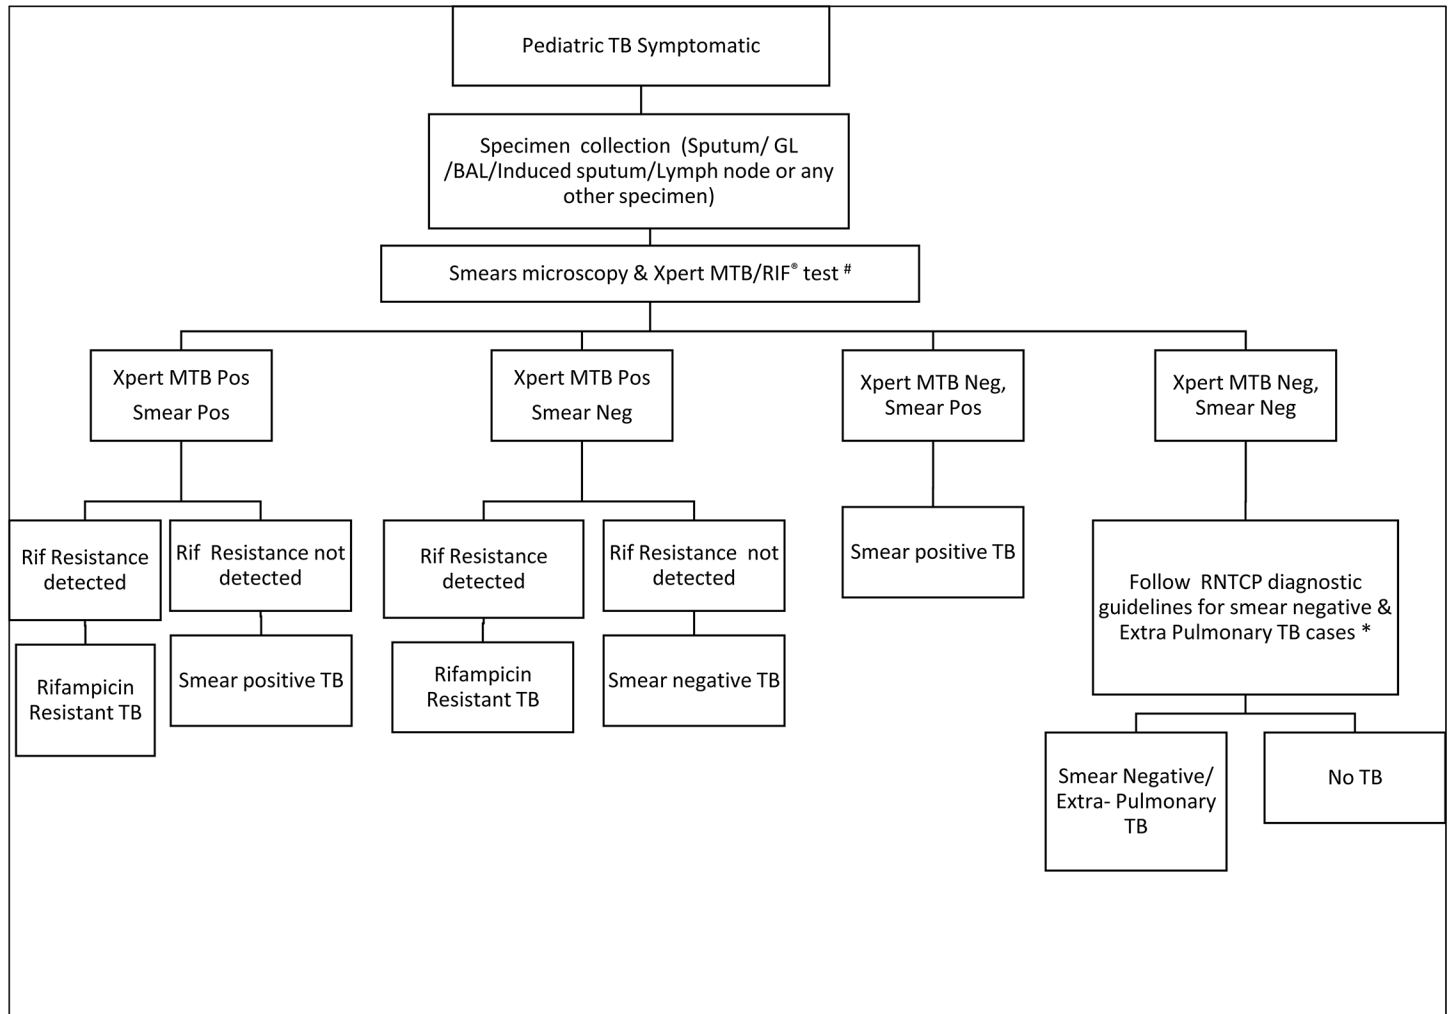 Pediatric TB Symptomatic
Specimen collection (Sputum/ GL
/BAL/Induced sputum/Lymph node or any
other specimen)
Smears microscopy & Xpert MTB/RIF® test #
Xpert MTB Pos
Smear Pos
Xpert MTB Pos
Smear Neg
Xpert MTB Neg,
Smear Pos
Xpert MTB Neg,
Smear Neg
Rif Resistance
detected
Rif Resistance not
detected
Rif Resistance
detected
Rif Resistance not
detected
Smear positive TB
Follow RNTCP diagnostic
guidelines for smear negative &
Extra Pulmonary TB cases *
Rifampicin
Resistant TB
Smear positive TB
Rifampicin
Resistant TB
Smear negative TB
Smear Negative/
Extra- Pulmonary
TB
No TB